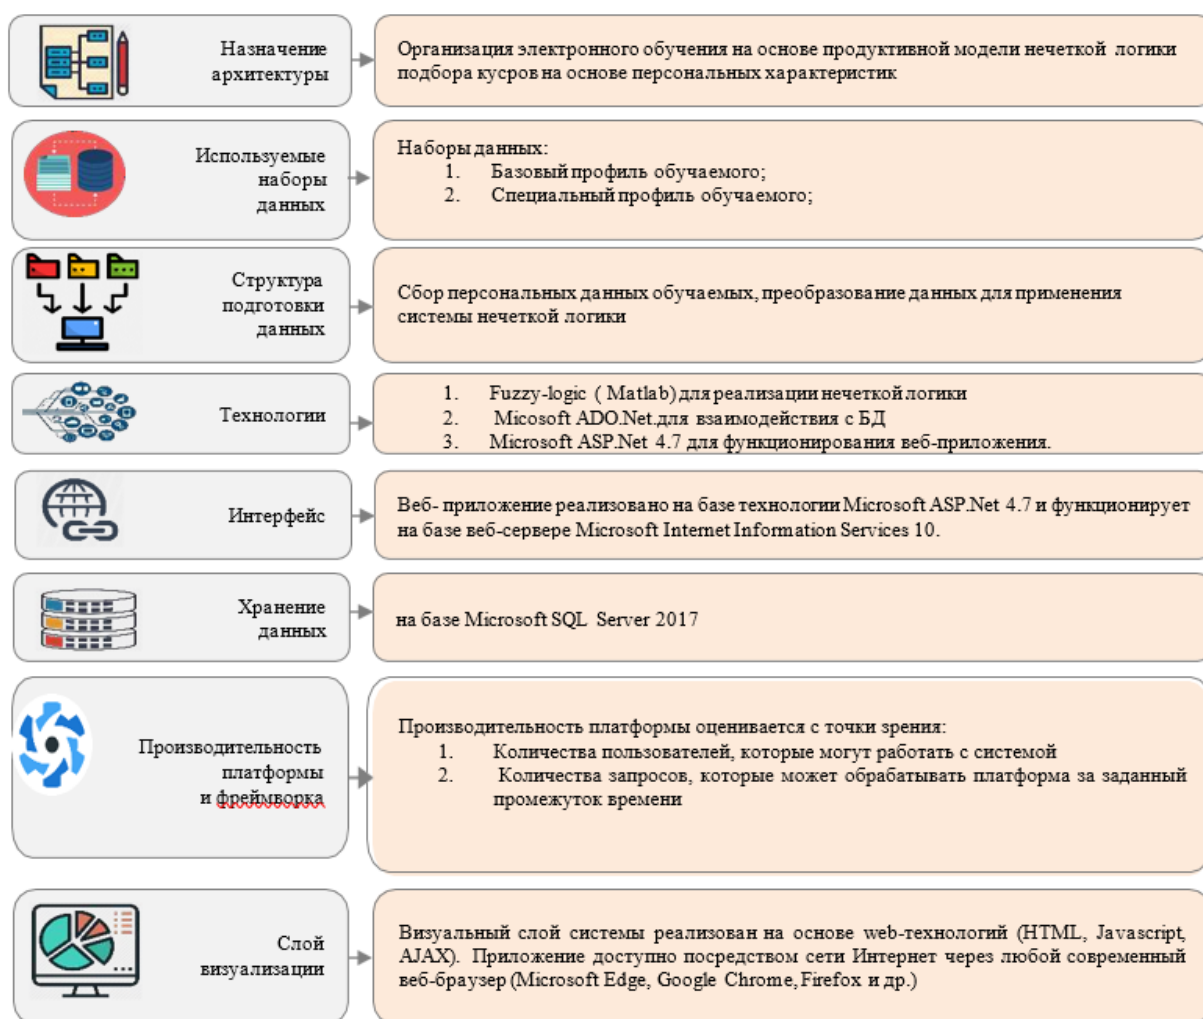 Назначение
архитектуры
Организация электронного обучения на основе продуктивной модели нечеткой логики
подбора кусров на основе персональных характеристик
Используемые
наборы
данных
Наборы данных:
1. Базовый профиль обучаемого;
2. Специальный профиль обучаемого;
Структура
подготовки
данных
Сбор персональных данных обучаемых, преобразование данных для применения
системы нечеткой логики
Технологии
1. Fuzzy-logic ( Matlab) для реализации нечеткой логики
2. Micosoft ADO.Net.для взаимодействия с БД
3. Microsoft ASP.Net 4.7 для функционирования веб-приложения.
Интерфейс
Веб- приложение реализовано на базе технологии Microsoft ASP.Net 4.7 и функционирует
на базе веб-сервере Microsoft Internet Information Services 10.
Хранение
данных
на базе Microsoft SQL Server 2017
Производительность
платформы
и фреймворка
Производительность платформы оценивается с точки зрения:
1. Количества пользователей, которые могут работать с системой
2. Количества запросов, которые может обрабатывать платформа за заданный
промежуток времени
Слой
визуализации
Визуальный слой системы реализован на основе web-технологий (HTML, Javascript,
AJAX). Приложение доступно посредством сети Интернет через любой современный
веб-браузер (Microsoft Edge, Google Chrome, Firefox и др.)